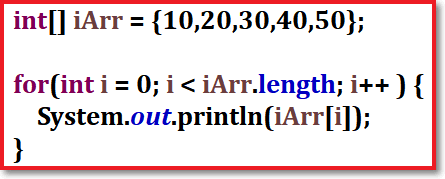 int[] iArr = {10,20,30,40,50};
for(int i = 0; i < iArr.length; i++ ) {
System.out.println(iArr[i]);
}